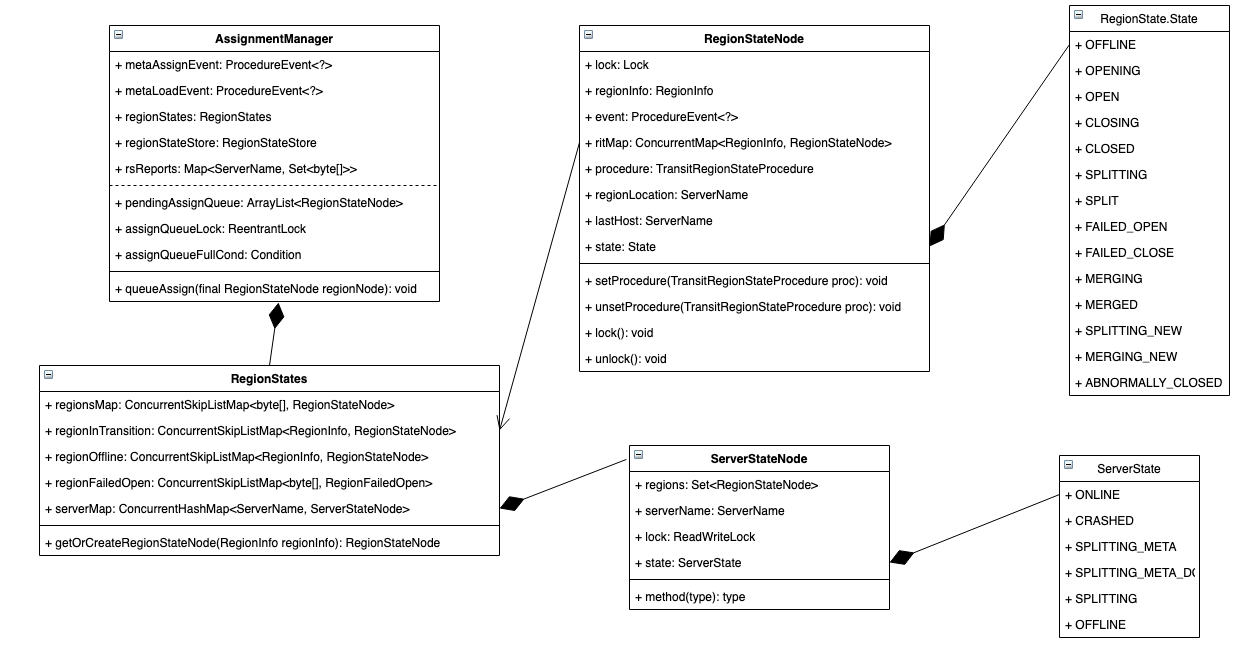 AssignmentManager
+ metaAssignEvent: ProcedureEvent<?>
+ metaLoadEvent: ProcedureEvent<?>
+ regionStates: RegionStates
+ regionStateStore: RegionStateStore
+ rsReports: Map<ServerName, Set<byte[]>>
+ pendingAssignQueue: ArrayList<RegionStateNode>
+ assignQueueLock: ReentrantLock
+ assignQueueFullCond: Condition
+ queueAssign(final RegionStateNode regionNode): void
RegionStateNode
+ lock: Lock
+ regionInfo: RegionInfo
+ event: ProcedureEvent<?>
+ ritMap: ConcurrentMap<RegionInfo, RegionStateNode>
+ procedure: TransitRegionStateProcedure
+ regionLocation: ServerName
+ lastHost: ServerName
+ state: State
+ setProcedure(TransitRegionStateProcedure proc): void
+ unsetProcedure(TransitRegionStateProcedure proc): void
+ lock(): void
+ unlock(): void
RegionState.State
+ OFFLINE
+ OPENING
+ OPEN
+ CLOSING
+ CLOSED
+ SPLITTING
+ SPLIT
+ FAILED_OPEN
+ FAILED_CLOSE
+ MERGING
+ MERGED
+ SPLITTING_NEW
+ MERGING_NEW
+ ABNORMALLY_CLOSED
RegionStates
+ regionsMap: ConcurrentSkipListMap<byte[], RegionStateNode>
+ regionInTransition: ConcurrentSkipListMap<RegionInfo, RegionStateNode>
+ regionOffline: ConcurrentSkipListMap<RegionInfo, RegionStateNode>
+ regionFailedOpen: ConcurrentSkipListMap<byte[], RegionFailedOpen>
+ serverMap: ConcurrentHashMap<ServerName, ServerStateNode>
+ getOrCreateRegionStateNode(RegionInfo regionInfo): RegionStateNode
ServerStateNode
+ regions: Set<RegionStateNode>
+ serverName: ServerName
+ lock: ReadWriteLock
+ state: ServerState
+ method(type): type
ServerState
+ ONLINE
+ CRASHED
+ SPLITTING_META
+ SPLITTING_META_D
+ SPLITTING
+ OFFLINE